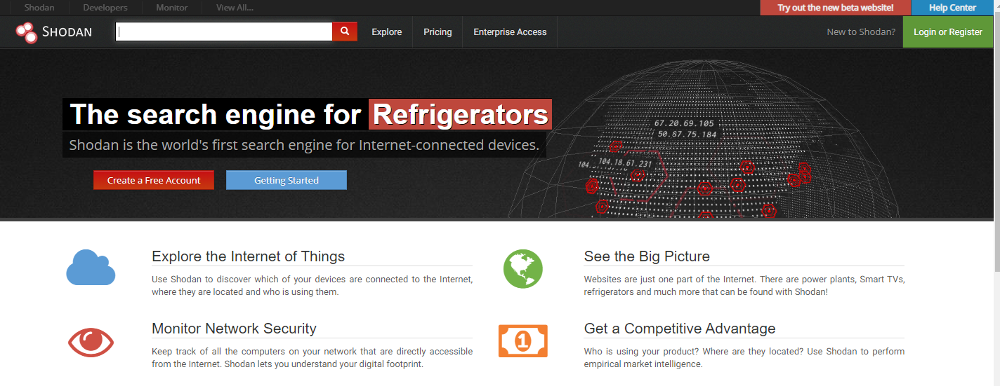 Shodan Developers Monitor View All... Try out the new beta website! Help Center
SHODAN Explore Pricing Enterprise Access New to Shodan? Login or Register
The search engine for Refrigerators
Shodan is the world's first search engine for Internet-connected devices.
Create a Free Account Getting Started
67.20.69.105
50.87.75.184
104.
104.18.61.231
Explore the Internet of Things
Use Shodan to discover which of your devices are connected to the Internet,
where they are located and who is using them.
See the Big Picture
Websites are just one part of the Internet. There are power plants, Smart TVs,
refrigerators and much more that can be found with Shodan!
Monitor Network Security
Keep track of all the computers on your network that are directly accessible
from the Internet. Shodan lets you understand your digital footprint.
1
Get a Competitive Advantage
Who is using your product? Where are they located? Use Shodan to perform
empirical market intelligence.